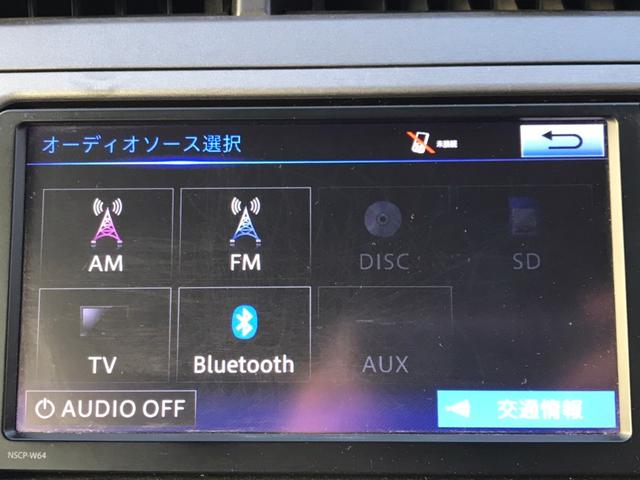 オーディオソース選択
未接続
AM
FM
DISC
SD
TV
Bluetooth
AUX
AUDIO OFF
交通情報
NSCP-W64